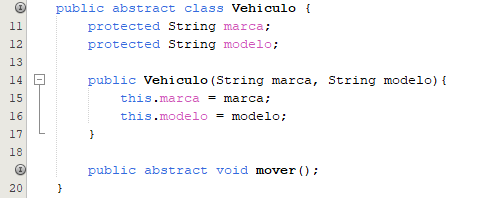 public abstract class Vehiculo {
11 protected String marca;
12 protected String modelo;
13
14 public Vehiculo(String marca, String modelo){
15 this.marca = marca;
16 this.modelo = modelo;
17 }
18
public abstract void mover();
20 }